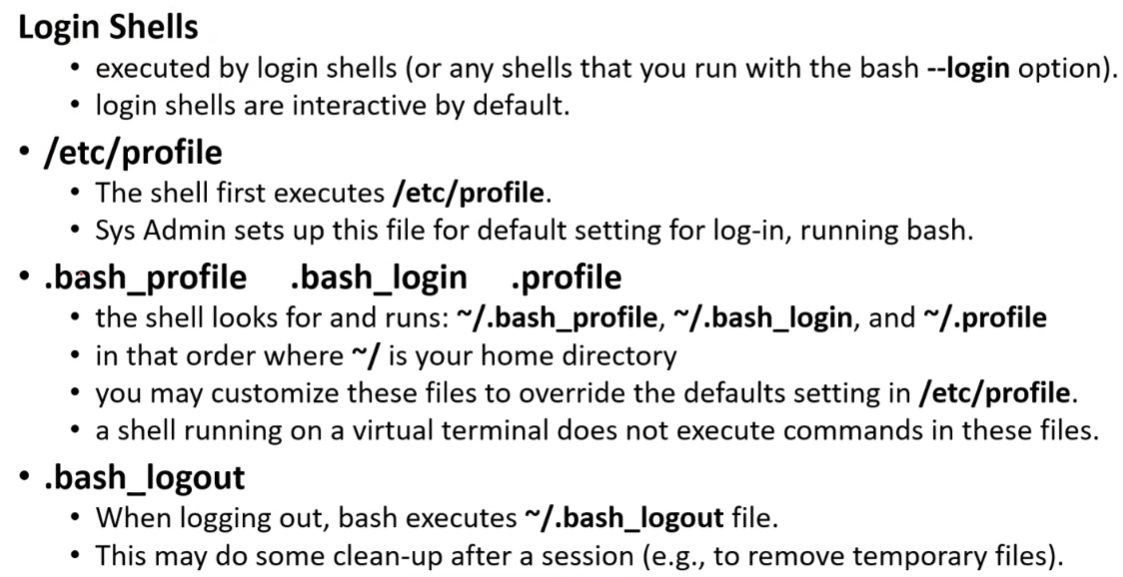 Login Shells
• executed by login shells (or any shells that you run with the bash --login option).
• login shells are interactive by default.
• /etc/profile
• The shell first executes /etc/profile.
• Sys Admin sets up this file for default setting for log-in, running bash.
• .bash_profile .bash_login .profile
• the shell looks for and runs: ~/.bash_profile, ~/.bash_login, and ~/.profile
• in that order where ~/ is your home directory
• you may customize these files to override the defaults setting in /etc/profile.
• a shell running on a virtual terminal does not execute commands in these files.
• .bash_logout
• When logging out, bash executes ~/.bash_logout file.
• This may do some clean-up after a session (e.g., to remove temporary files).